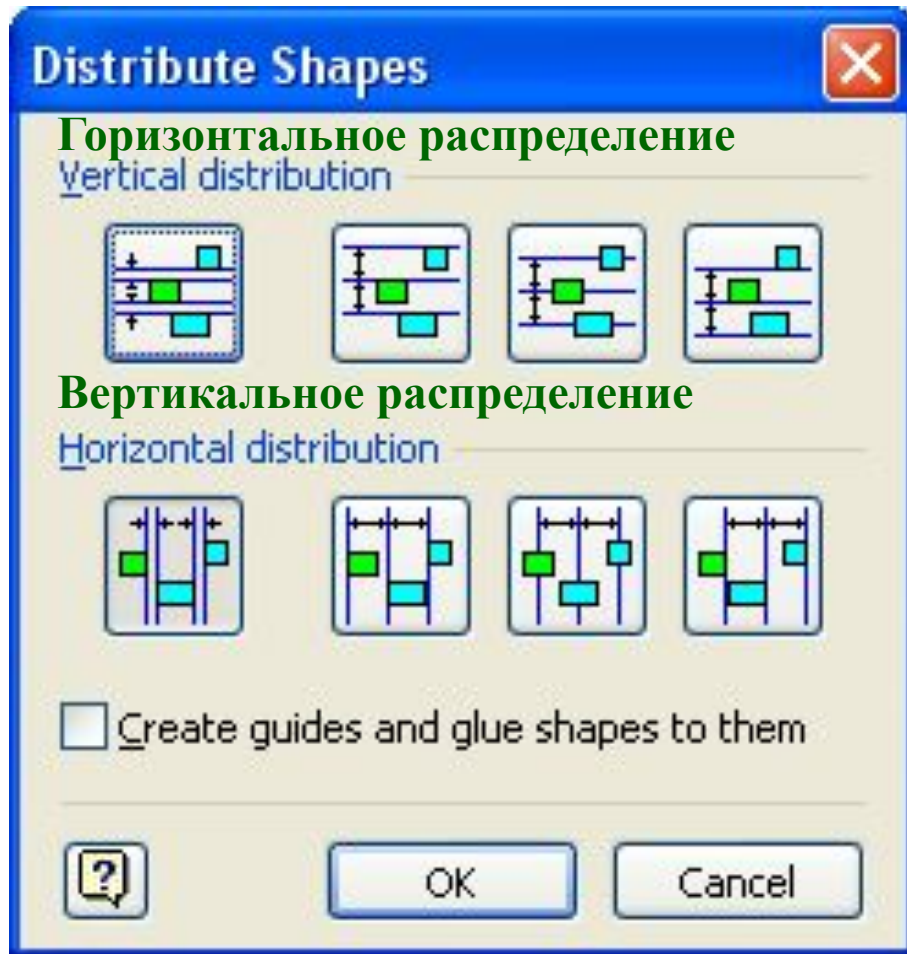 Distribute Shapes
Горизонтальное распределение
Vertical distribution
Вертикальное распределение
Horizontal distribution
Create guides and glue shapes to them
?
OK
Cancel